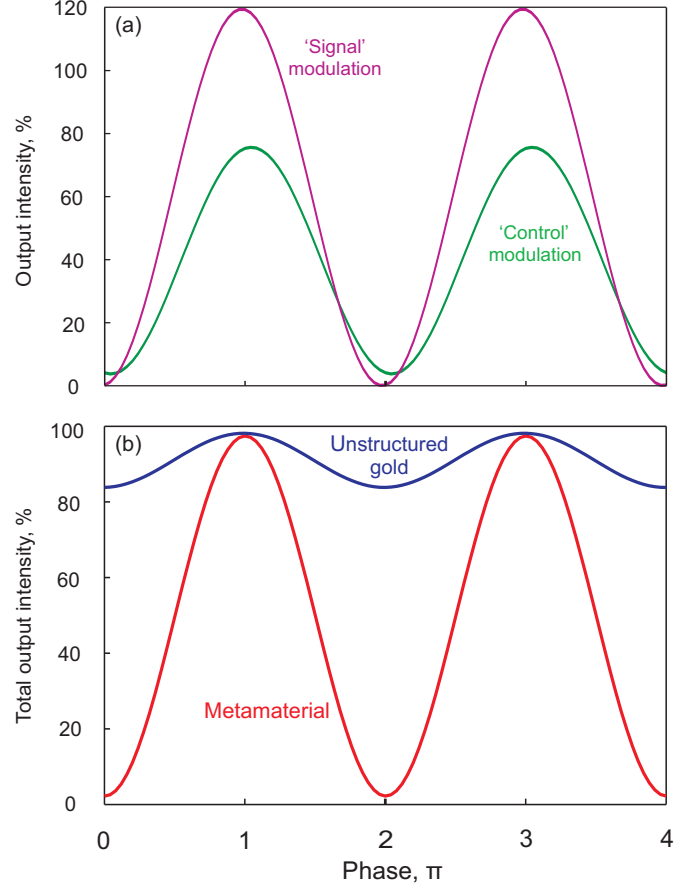 120
(a)
‘Signal’
modulation
100
80
Output intensity, %
60
‘Control’
modulation
40
20
0
100
(b)
Unstructured
gold
80
Total output intensity, %
60
40
Metamaterial
20
0
0 1 2 3 4
Phase, π